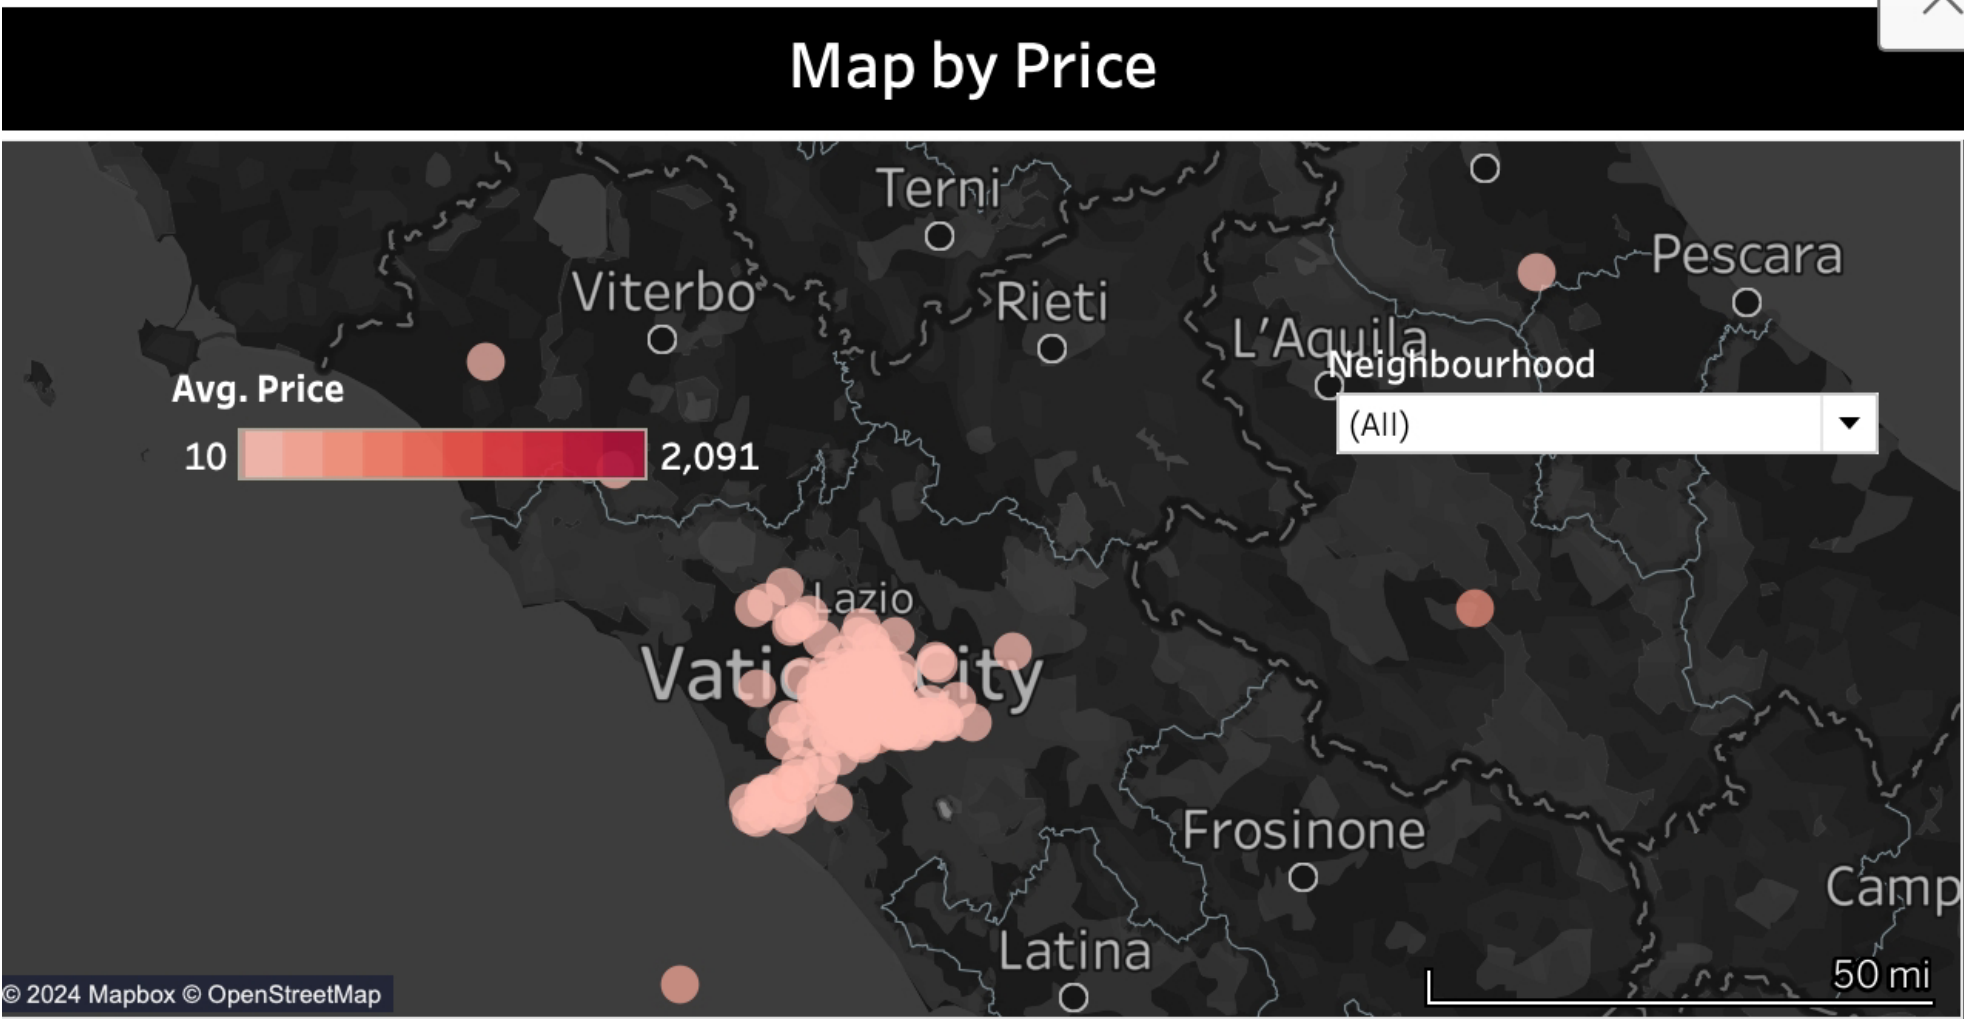 Map by Price
Terni
Pescara
Viterbo
Rieti
L'Aquila
Neighbourhood
Avg. Price
(All)
10
2,091
Lazio
Vatic City
Frosinone
Camp
Latina
50 mi
© 2024 Mapbox © OpenStreetMap